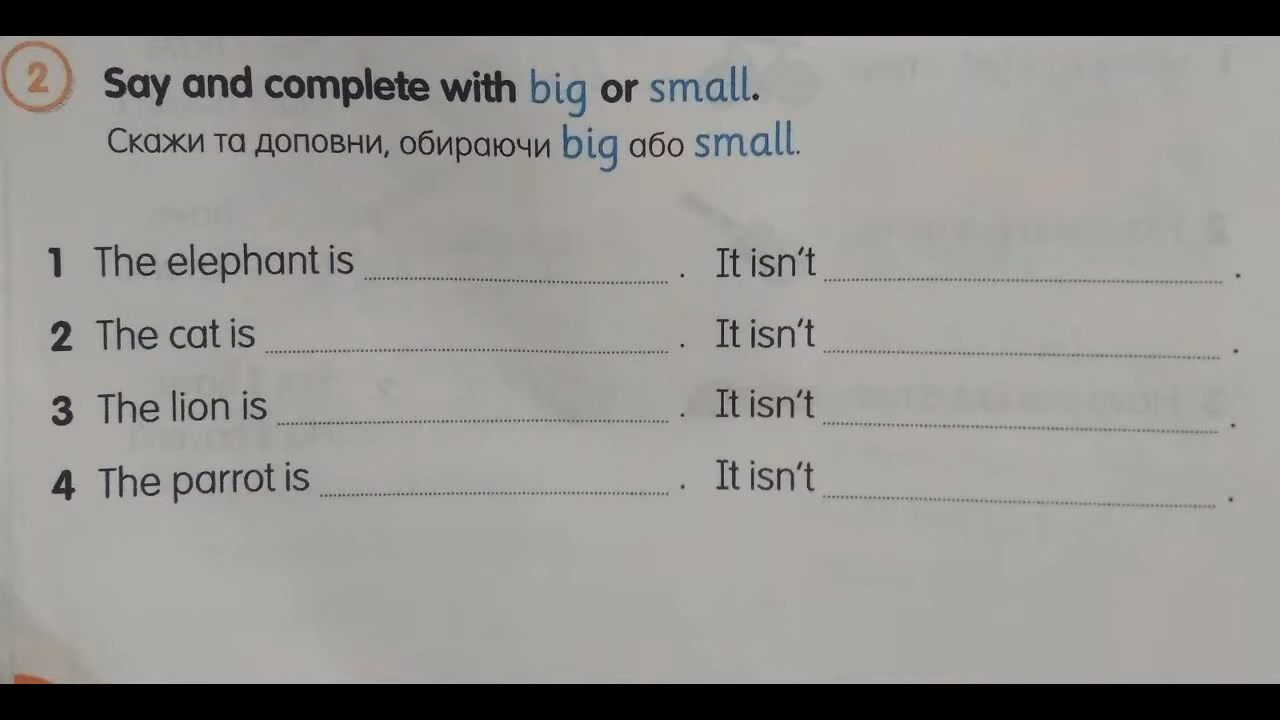 2 Say and complete with big or small.
Скажи та доповни, обираючи big або small.
1 The elephant is ........ . It isn't ........ .
2 The cat is ........ . It isn't ........ .
3 The lion is ........ . It isn't ........ .
4 The parrot is ........ . It isn't ........ .